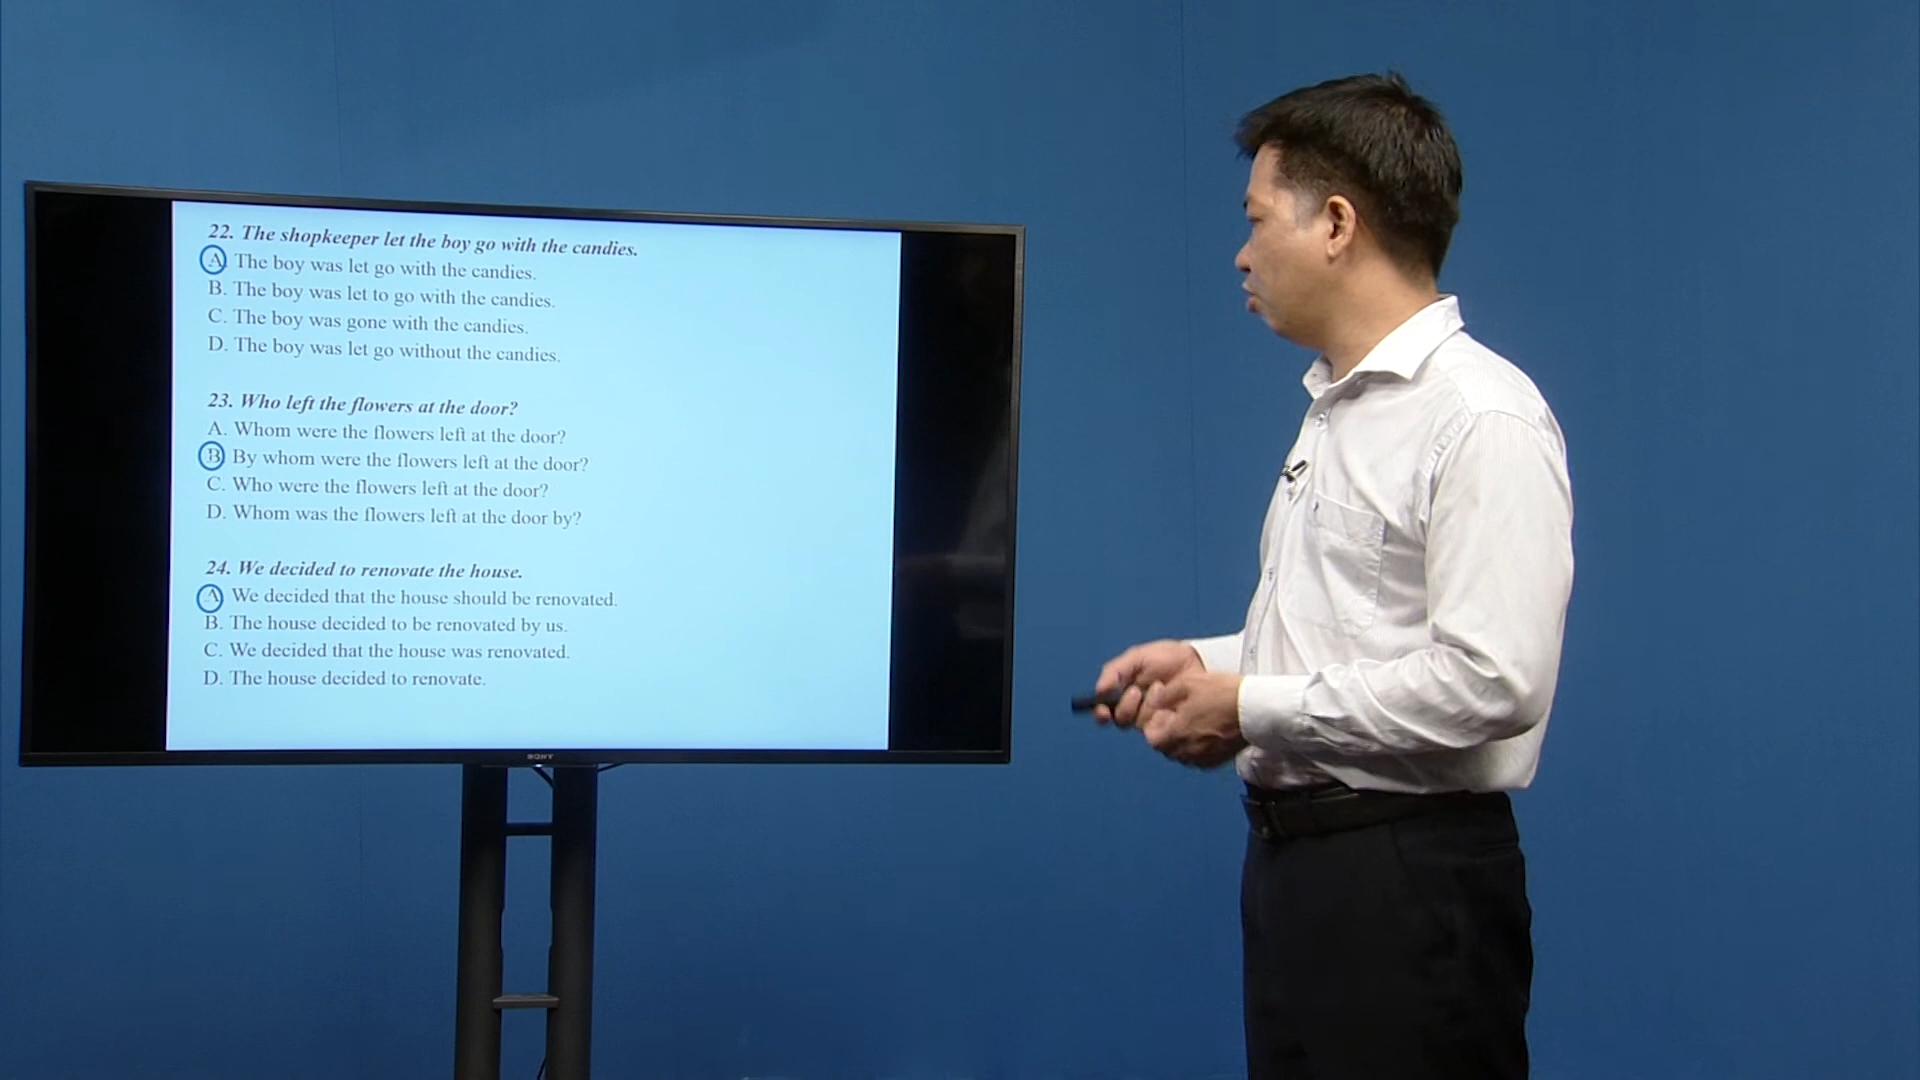 22. The shopkeeper let the boy go with the candies.
A The boy was let go with the candies.
B. The boy was let to go with the candies.
C. The boy was gone with the candies.
D. The boy was let go without the candies.
23. Who left the flowers at the door?
A. Whom were the flowers left at the door?
B By whom were the flowers left at the door?
C. Who were the flowers left at the door?
D. Whom was the flowers left at the door by?
24. We decided to renovate the house.
A We decided that the house should be renovated.
B. The house decided to be renovated by us.
C. We decided that the house was renovated.
D. The house decided to renovate.
SONY